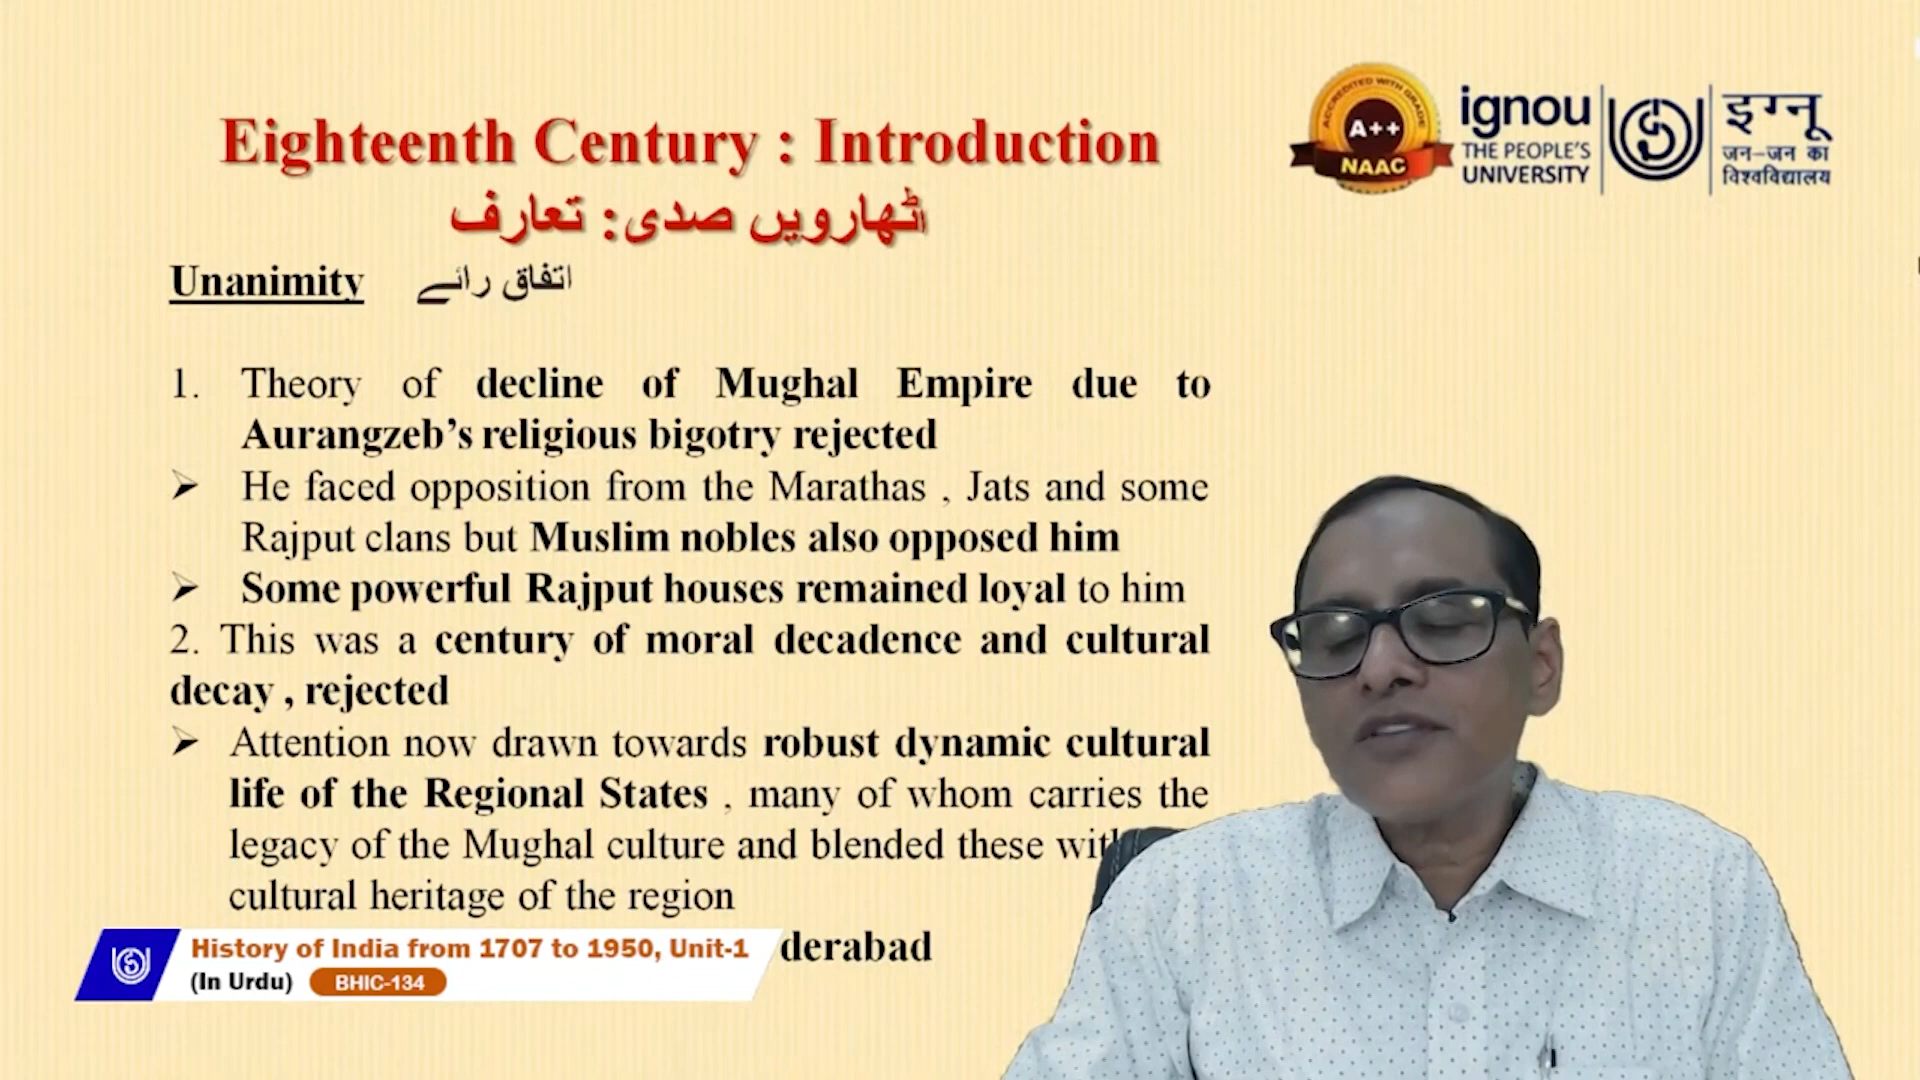 Eighteenth Century : Introduction
اٹھارویں صدی: تعارف
Unanimity اتفاق رائے
1. Theory of decline of Mughal Empire due to
Aurangzeb’s religious bigotry rejected
➢ He faced opposition from the Marathas , Jats and some
Rajput clans but Muslim nobles also opposed him
➢ Some powerful Rajput houses remained loyal to him
2. This was a century of moral decadence and cultural
decay , rejected
➢ Attention now drawn towards robust dynamic cultural
life of the Regional States , many of whom carries the
legacy of the Mughal culture and blended these
cultural heritage of the region
derabad
ACCREDITED WITH GRADE
A++
NAAC
ignou
THE PEOPLE'S
UNIVERSITY
इग्नू
जन-जन का
विश्वविद्यालय
History of India from 1707 to 1950, Unit-1
(In Urdu) BHIC-134